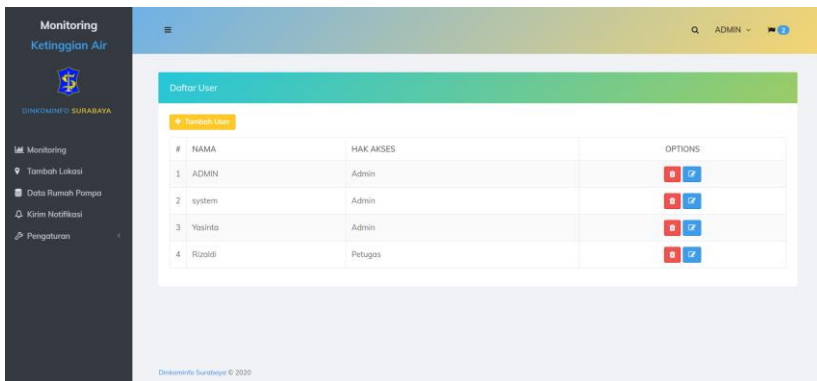 Monitoring
Ketinggian Air
DINKOMINFO SURABAYA
Monitoring
Tambah Lokasi
Data Rumah Pompa
Kirim Notifikasi
Pengaturan
ADMIN
2
Daftar User
+ Tambah User
# NAMA HAK AKSES OPTIONS
1 ADMIN Admin
2 system Admin
3 Yasinta Admin
4 Rizaldi Petugas
Dinkominfo Surabaya © 2020